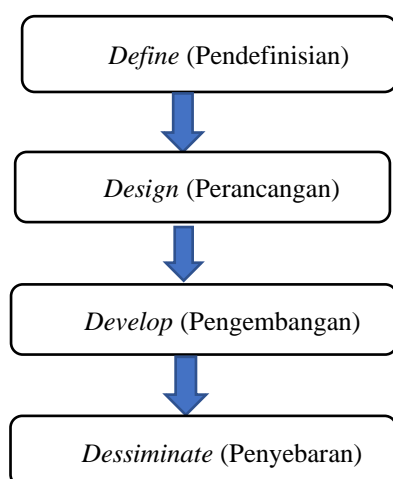 Define (Pendefinisian)
Design (Perancangan)
Develop (Pengembangan)
Dessiminate (Penyebaran)